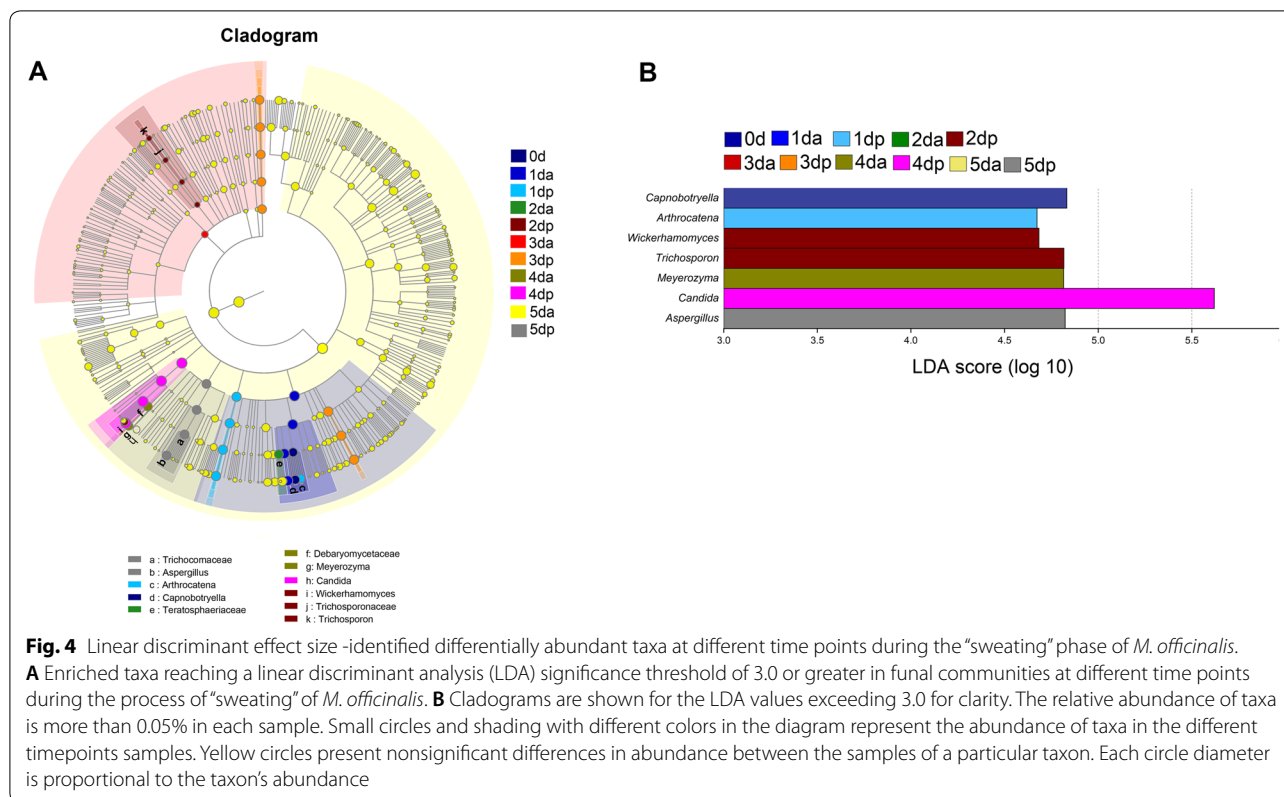 Cladogram
A
k
j
f
i
g
a
b
e
d
c
0d
1da
1dp
2da
2dp
3da
3dp
4da
4dp
5da
5dp
a : Trichocomaceae
b : Aspergillus
c : Arthrocatena
d : Capnobotryella
e : Teratosphaeriaceae
f: Debaryomycetaceae
g : Meyerozyma
h: Candida
i : Wickerhamomyces
j : Trichosporonaceae
k : Trichosporon
B
0d 1da 1dp 2da 2dp
3da 3dp 4da 4dp 5da 5dp
Capnobotryella
Arthrocatena
Wickerhamomyces
Trichosporon
Meyerozyma
Candida
Aspergillus
3.0 3.5 4.0 4.5 5.0 5.5
LDA score (log 10)
Fig. 4 Linear discriminant effect size -identified differentially abundant taxa at different time points during the “sweating” phase of M. officinalis.
A Enriched taxa reaching a linear discriminant analysis (LDA) significance threshold of 3.0 or greater in funal communities at different time points
during the process of “sweating” of M. officinalis. B Cladograms are shown for the LDA values exceeding 3.0 for clarity. The relative abundance of taxa
is more than 0.05% in each sample. Small circles and shading with different colors in the diagram represent the abundance of taxa in the different
timepoints samples. Yellow circles present nonsignificant differences in abundance between the samples of a particular taxon. Each circle diameter
is proportional to the taxon’s abundance